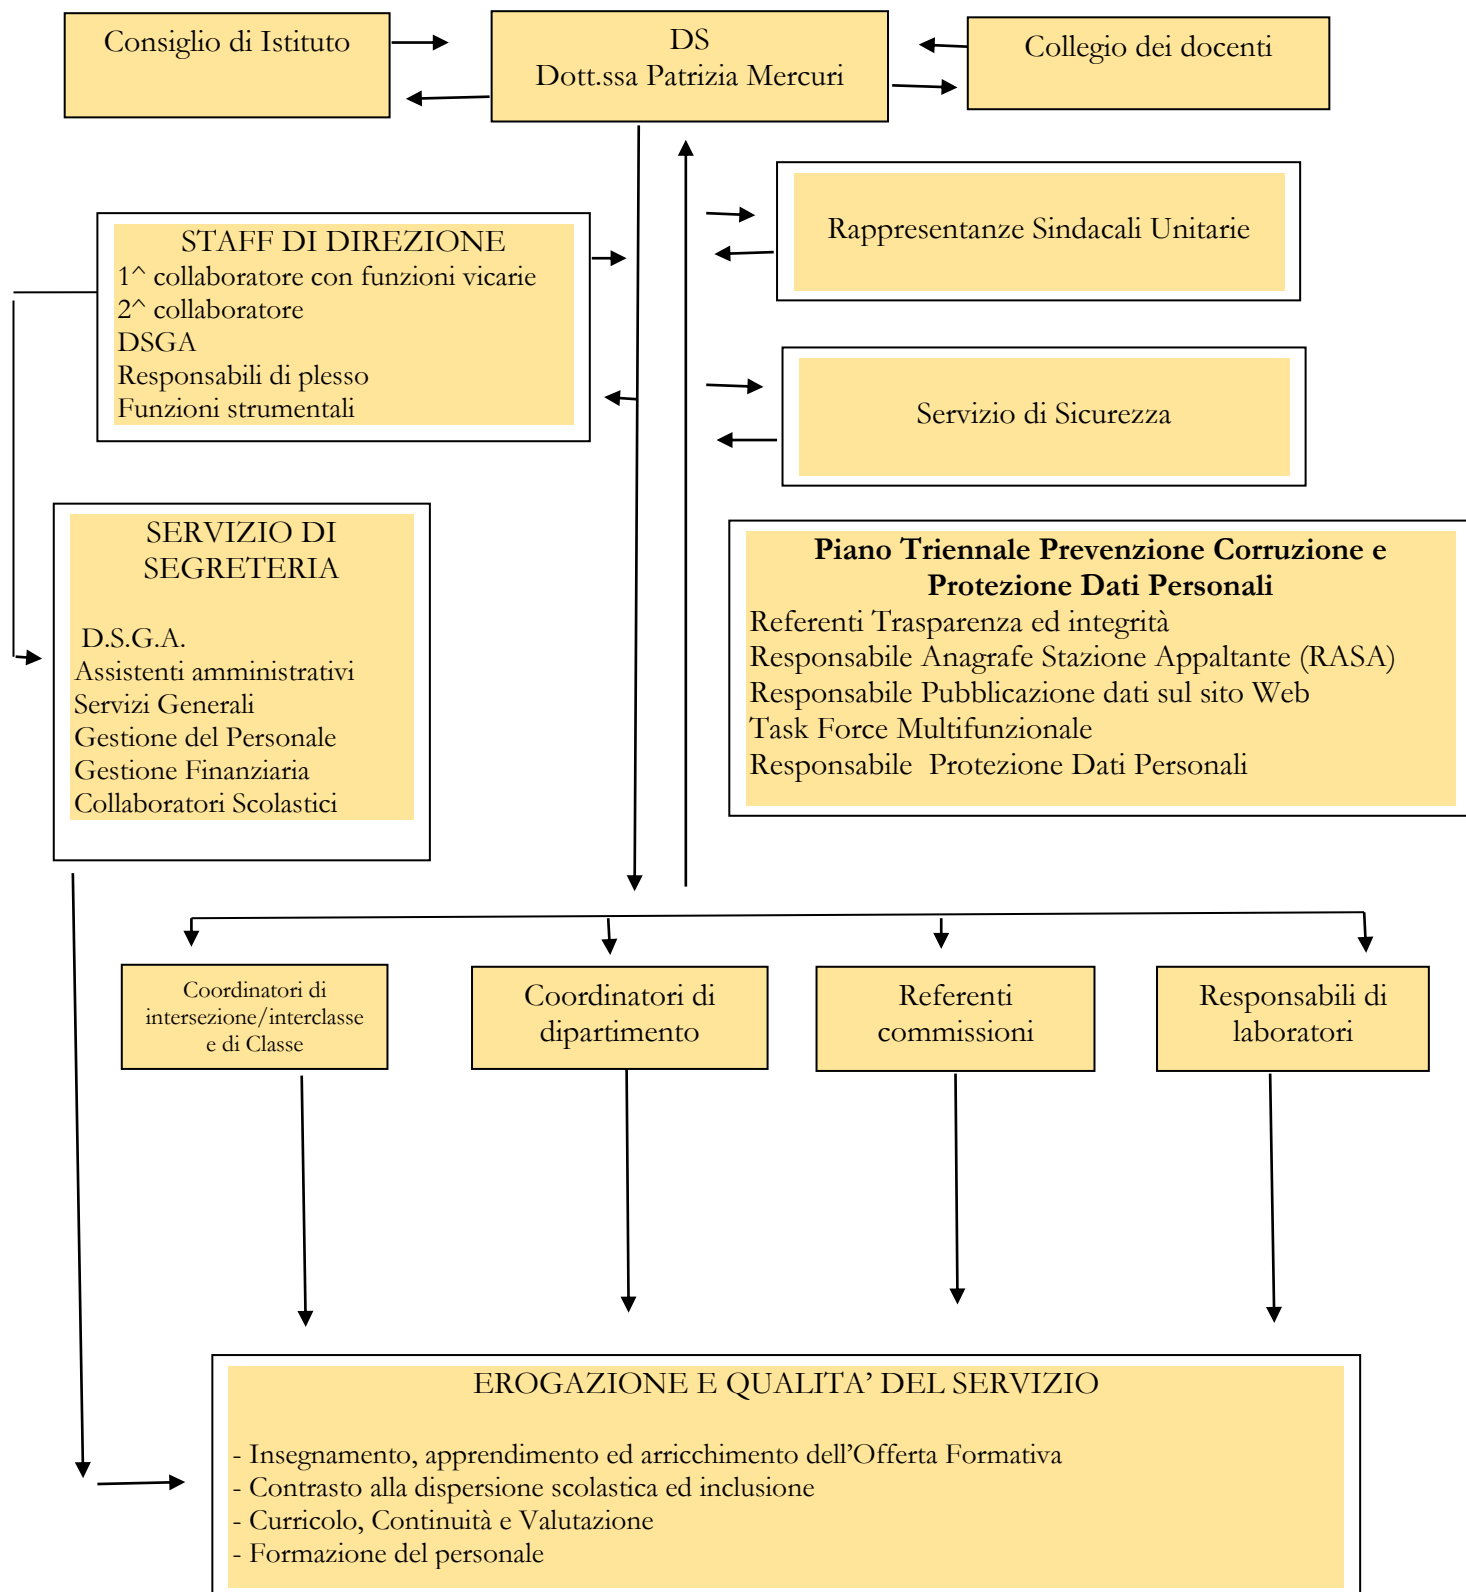 Consiglio di Istituto
DS
Dott.ssa Patrizia Mercuri
Collegio dei docenti
Rappresentanze Sindacali Unitarie
STAFF DI DIREZIONE
1^ collaboratore con funzioni vicarie
2^ collaboratore
DSGA
Responsabili di plesso
Funzioni strumentali
Servizio di Sicurezza
SERVIZIO DI
SEGRETERIA
D.S.G.A.
Assistenti amministrativi
Servizi Generali
Gestione del Personale
Gestione Finanziaria
Collaboratori Scolastici
Piano Triennale Prevenzione Corruzione e
Protezione Dati Personali
Referenti Trasparenza ed integrità
Responsabile Anagrafe Stazione Appaltante (RASA)
Responsabile Pubblicazione dati sul sito Web
Task Force Multifunzionale
Responsabile Protezione Dati Personali
Coordinatori di
intersezione/interclasse
e di Classe
Coordinatori di
dipartimento
Referenti
commissioni
Responsabili di
laboratori
EROGAZIONE E QUALITA’ DEL SERVIZIO
- Insegnamento, apprendimento ed arricchimento dell’Offerta Formativa
- Contrasto alla dispersione scolastica ed inclusione
- Curricolo, Continuità e Valutazione
- Formazione del personale